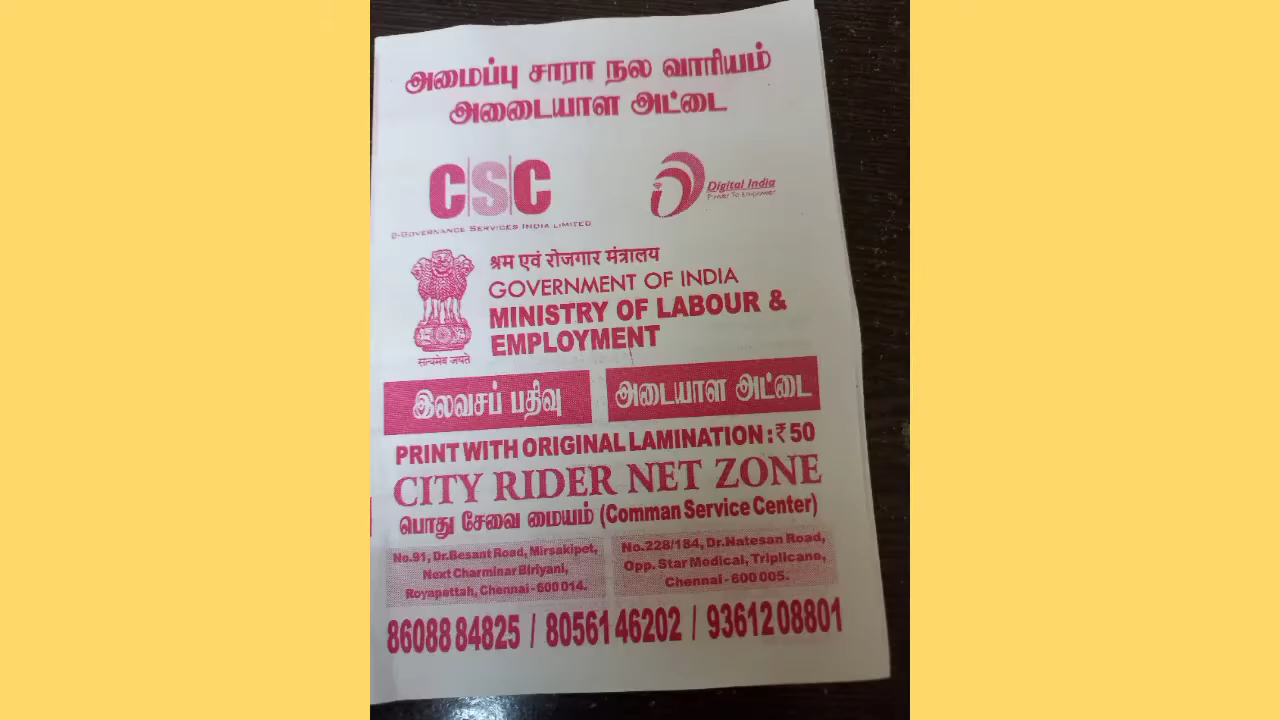 அமைப்பு சாரா நல வாரியம்
அடையாள அட்டை
CSC
e-GOVERNANCE SERVICES INDIA LIMITED
Digital India
Power To Empower
श्रम एवं रोजगार मंत्रालय
GOVERNMENT OF INDIA
MINISTRY OF LABOUR &
EMPLOYMENT
सत्यमेव जयते
இலவசப் பதிவு
அடையாள அட்டை
PRINT WITH ORIGINAL LAMINATION : ₹ 50
CITY RIDER NET ZONE
பொது சேவை மையம் (Comman Service Center)
No.91, Dr.Besant Road, Mirsakipet,
Next Charminar Biriyani,
Royapettah, Chennai - 600 014.
No.228/184, Dr.Natesan Road,
Opp. Star Medical, Triplicane,
Chennai - 600 005.
86088 84825 / 80561 46202 / 93612 08801